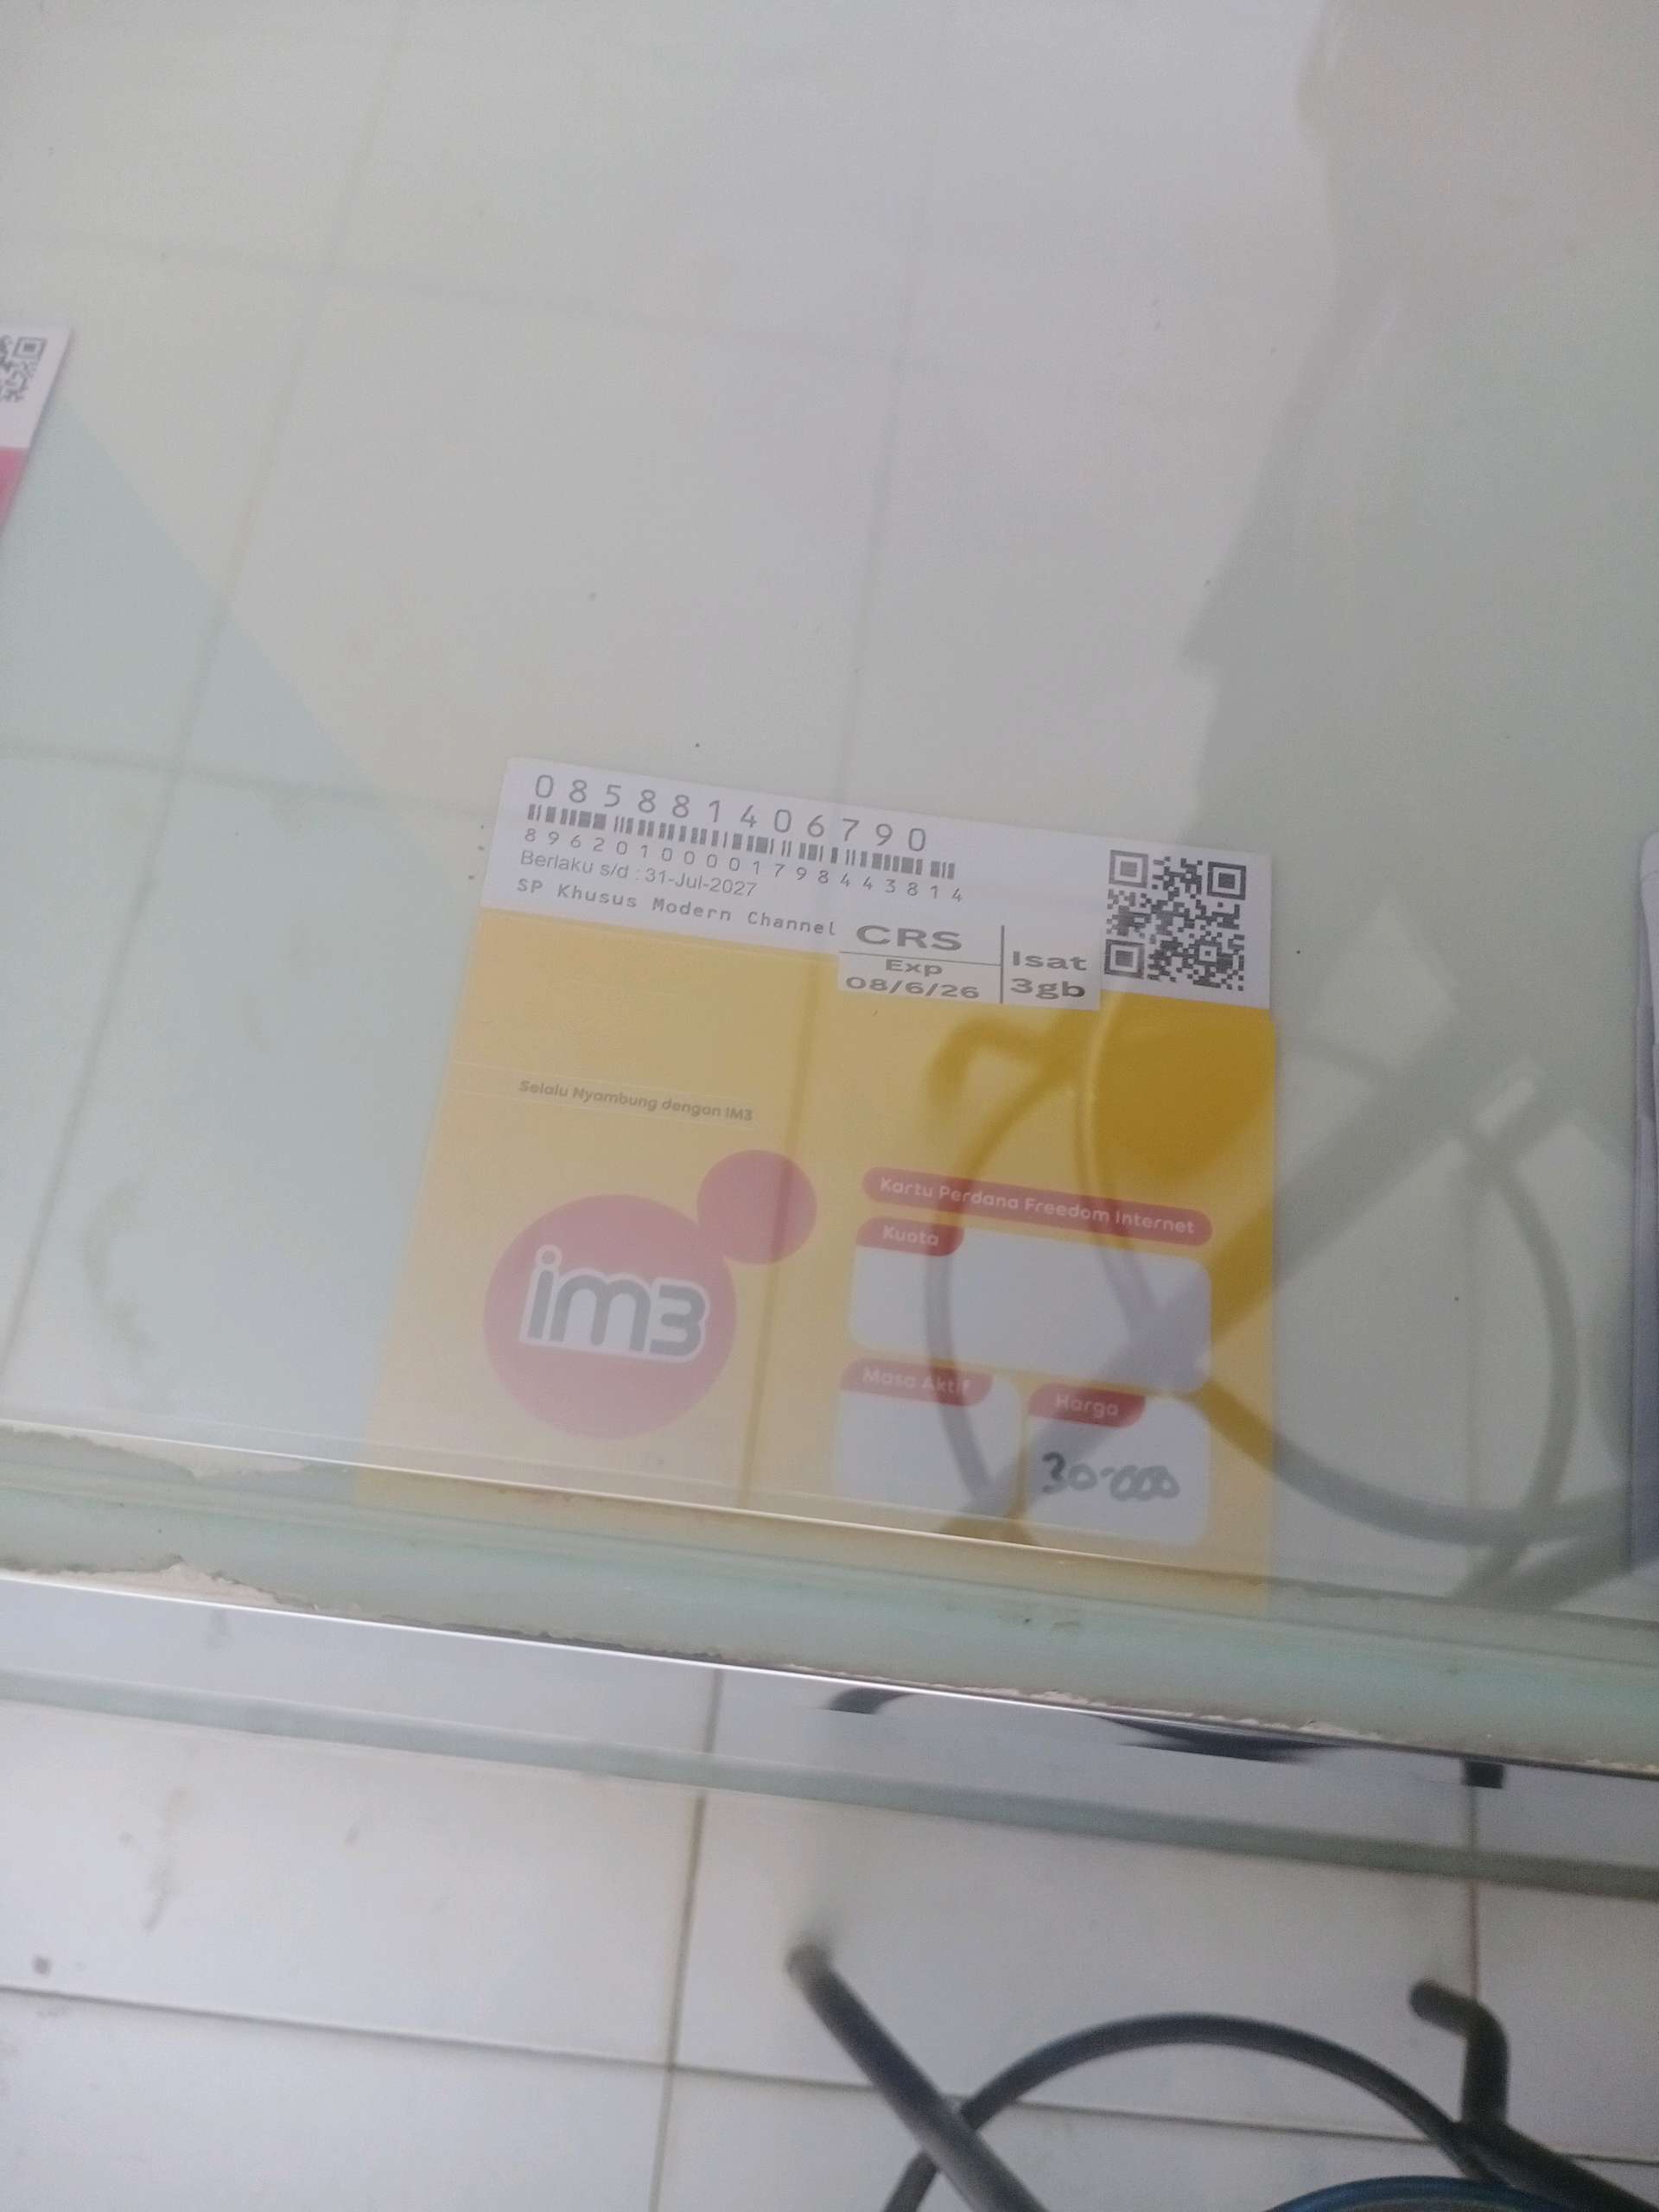 085881406790
8962010000179844381 4
Berlaku s/d : 31-Jul-2027
SP Khusus Modern Channel
CRS
Exp
08/6/26
Isat
3gb
Selalu Nyambung dengan IM3
im3
Kartu Perdana Freedom Internet
Kuota
Masa Aktif
Harga
30.000